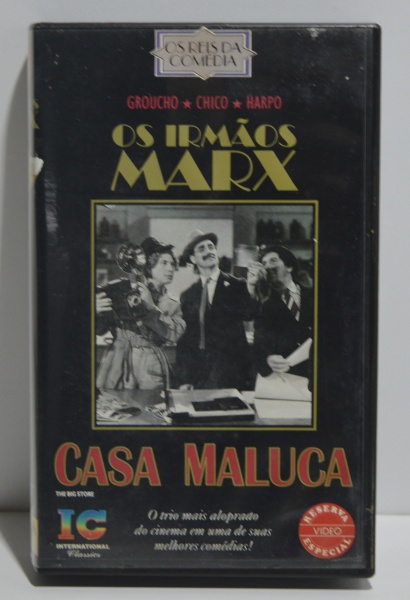 OS REIS DA
COMÉDIA
GROUCHO ★ CHICO ★ HARPO
OS IRMÃOS
MARX
CASA MALUCA
THE BIG STORE
IC
INTERNATIONAL
Classics
O trio mais aloprado
do cinema em uma de suas
melhores comédias!
RESERVA
VIDEO
ESPECIAL